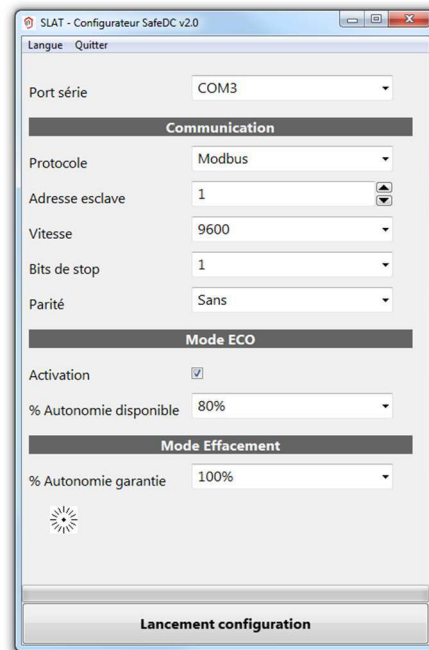 SLAT - Configurateur SafeDC v2.0
Langue Quitter
Port série COM3
Communication
Protocole Modbus
Adresse esclave 1
Vitesse 9600
Bits de stop 1
Parité Sans
Mode ECO
Activation
% Autonomie disponible 80%
Mode Effacement
% Autonomie garantie 100%
Lancement configuration